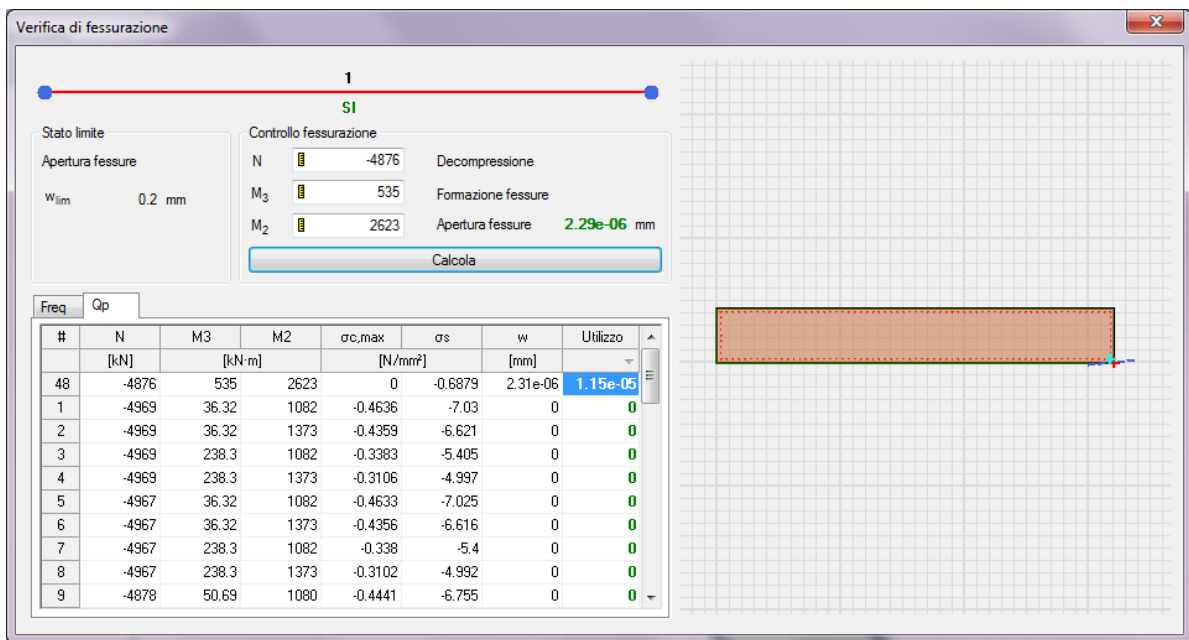 Verifica di fessurazione
x
1
SI
Stato limite
Apertura fessure
wlim 0.2 mm
Controllo fessurazione
N -4876 Decompressione
M3 535 Formazione fessure
M2 2623 Apertura fessure 2.29e-06 mm
Calcola
Freq Qp
# N M3 M2 σc,max σs w Utilizzo
[kN] [kN·m] [N/mm²] [mm]
48 -4876 535 2623 0 -0.6879 2.31e-06 1.15e-05
1 -4969 36.32 1082 -0.4636 -7.03 0 0
2 -4969 36.32 1373 -0.4359 -6.621 0 0
3 -4969 238.3 1082 -0.3383 -5.405 0 0
4 -4969 238.3 1373 -0.3106 -4.997 0 0
5 -4967 36.32 1082 -0.4633 -7.025 0 0
6 -4967 36.32 1373 -0.4356 -6.616 0 0
7 -4967 238.3 1082 -0.338 -5.4 0 0
8 -4967 238.3 1373 -0.3102 -4.992 0 0
9 -4878 50.69 1080 -0.4441 -6.755 0 0